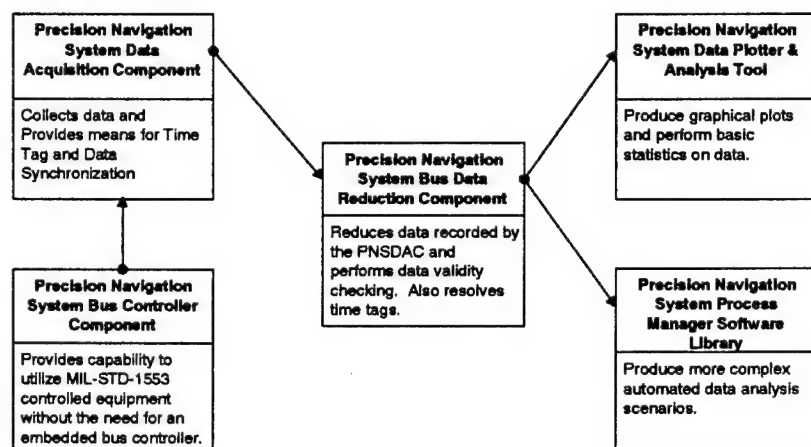 Precision Navigation
System Data
Acquisition Component
Collects data and
Provides means for Time
Tag and Data
Synchronization
Precision Navigation
System Bus Controller
Component
Provides capability to
utilize MIL-STD-1553
controlled equipment
without the need for an
embedded bus controller.
Precision Navigation
System Bus Data
Reduction Component
Reduces data recorded by
the PNSDAC and
performs data validity
checking. Also resolves
time tags.
Precision Navigation
System Data Plotter &
Analysis Tool
Produce graphical plots
and perform basic
statistics on data.
Precision Navigation
System Process
Manager Software
Library
Produce more complex
automated data analysis
scenarios.